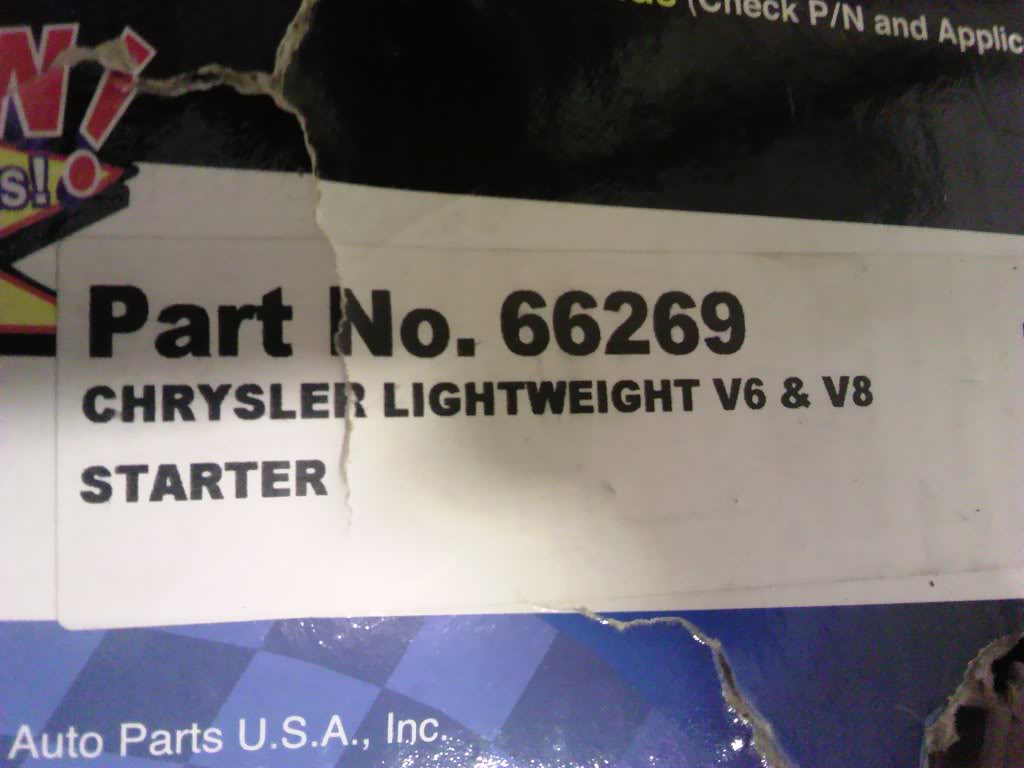 (Check P/N and Applic
N!
s!
Part No. 66269
CHRYSLER LIGHTWEIGHT V6 & V8
STARTER
Auto Parts U.S.A., Inc.